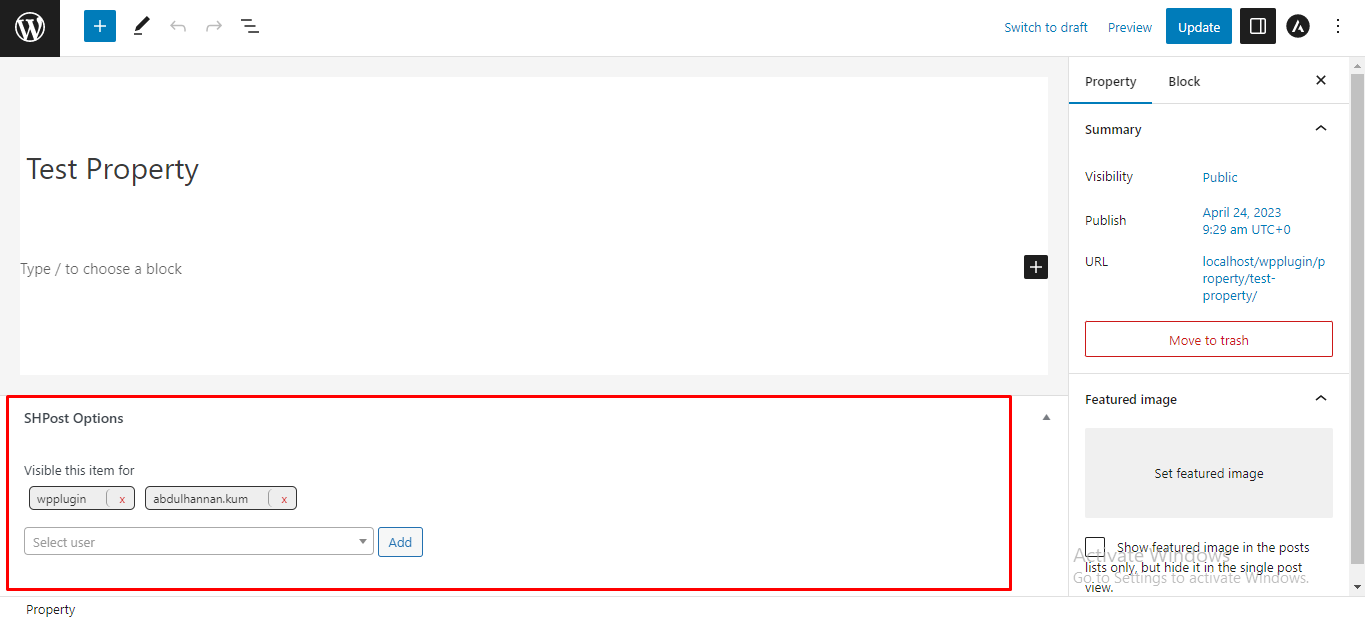 Switch to draft Preview Update
Property Block
Summary
Visibility Public
Publish April 24, 2023
9:29 am UTC+0
URL localhost/wpplugin/p
roperty/test-
property/
Move to trash
Featured image
Set featured image
Show featured image in the posts
lists only, but hide it in the single post
view.
Activate Windows
Go to Settings to activate Windows.
Test Property
Type / to choose a block
SHPost Options
Visible this item for
wpplugin x abdulhannan.kum x
Select user Add
Property